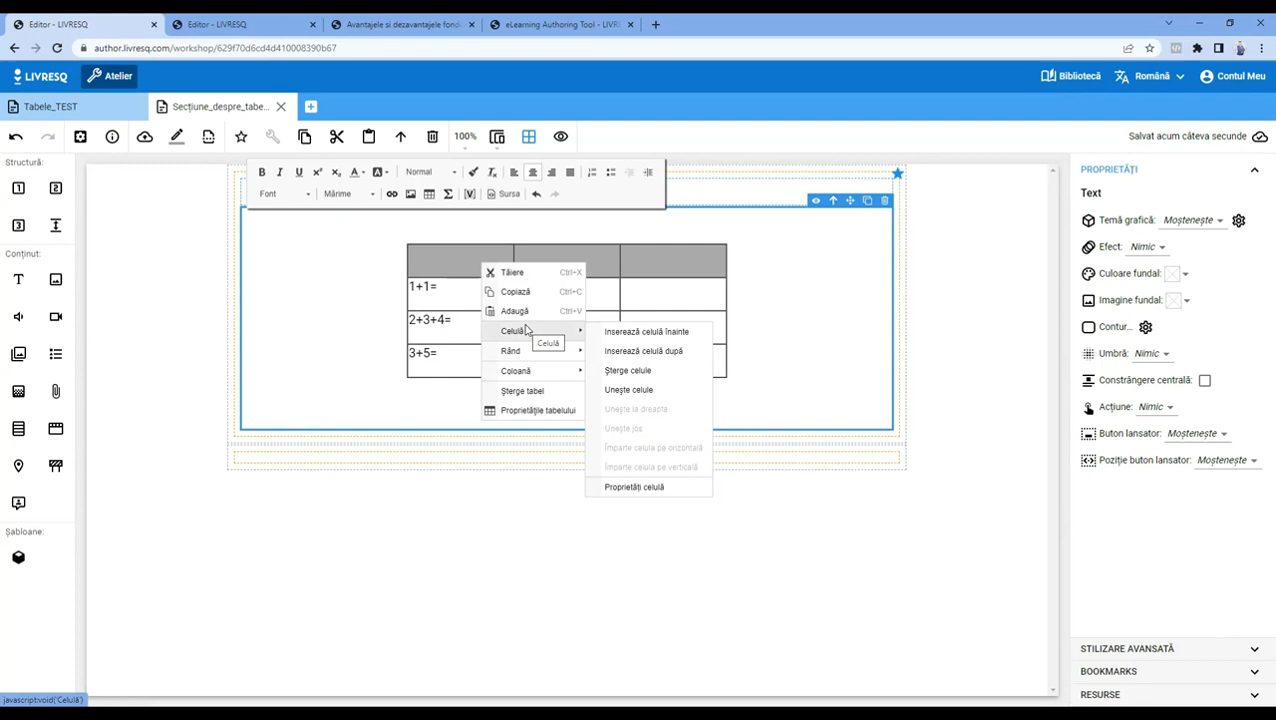 Editor - LIVRESQ
Editor - LIVRESQ
Avantajele si dezavantajele fond
eLearning Authoring Tool - LIVR
author.livresq.com/workshop/629f70d6cd4d410008390b67
LIVRESQ
Atelier
Bibliotecă
Română
Contul Meu
Tabele_TEST
Secțiune_despre_tabe...
100%
Salvat acum câteva secunde
Structură:
1
2
3
Conținut:
Șabloane:
B I U X² X₂ A A Normal
Font Mărime Sursa
1+1=
2+3+4=
3+5=
Tăiere Ctrl+X
Copiază Ctrl+C
Adaugă Ctrl+V
Celulă
Celulă
Rând
Coloană
Șterge tabel
Proprietățile tabelului
Inserează celulă înainte
Inserează celulă după
Șterge celule
Unește celule
Unește la dreapta
Unește jos
Împarte celula pe orizontală
Împarte celula pe verticală
Proprietăți celulă
PROPRIETĂȚI
Text
Temă grafică: Moștenește
Efect: Nimic
Culoare fundal:
Imagine fundal:
Contur...
Umbră: Nimic
Constrângere centrală:
Acțiune: Nimic
Buton lansator: Moștenește
Poziție buton lansator: Moștenește
STILIZARE AVANSATĂ
BOOKMARKS
RESURSE
javascript:void('Celulă')